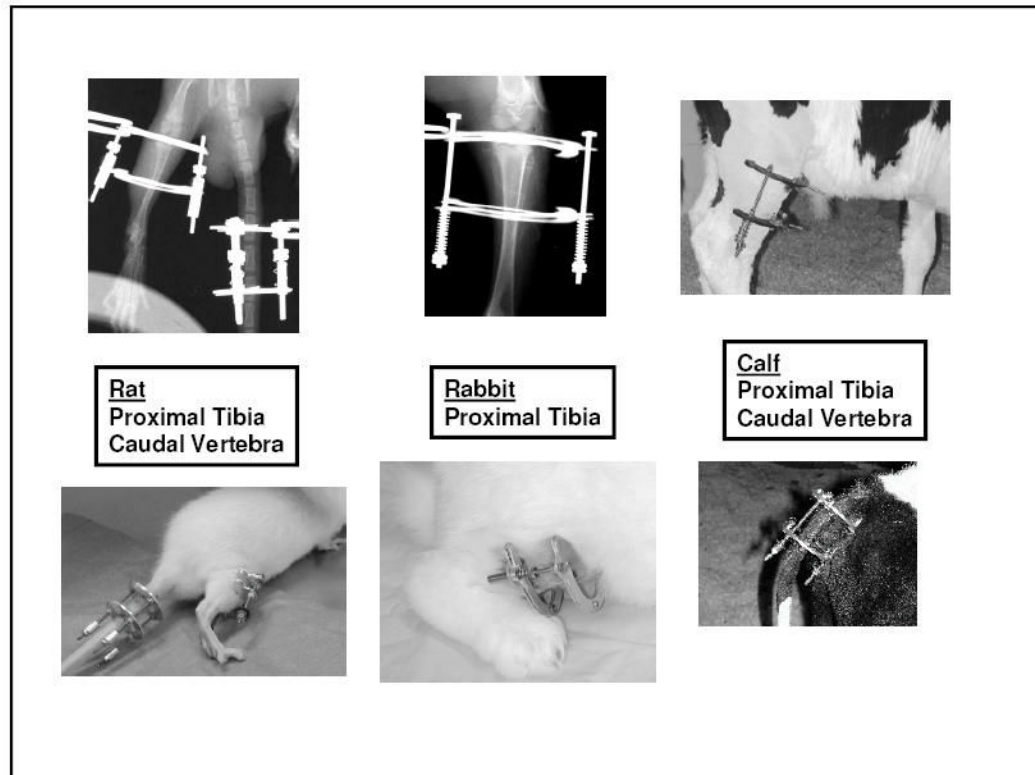 Rat
Proximal Tibia
Caudal Vertebra
Rabbit
Proximal Tibia
Calf
Proximal Tibia
Caudal Vertebra